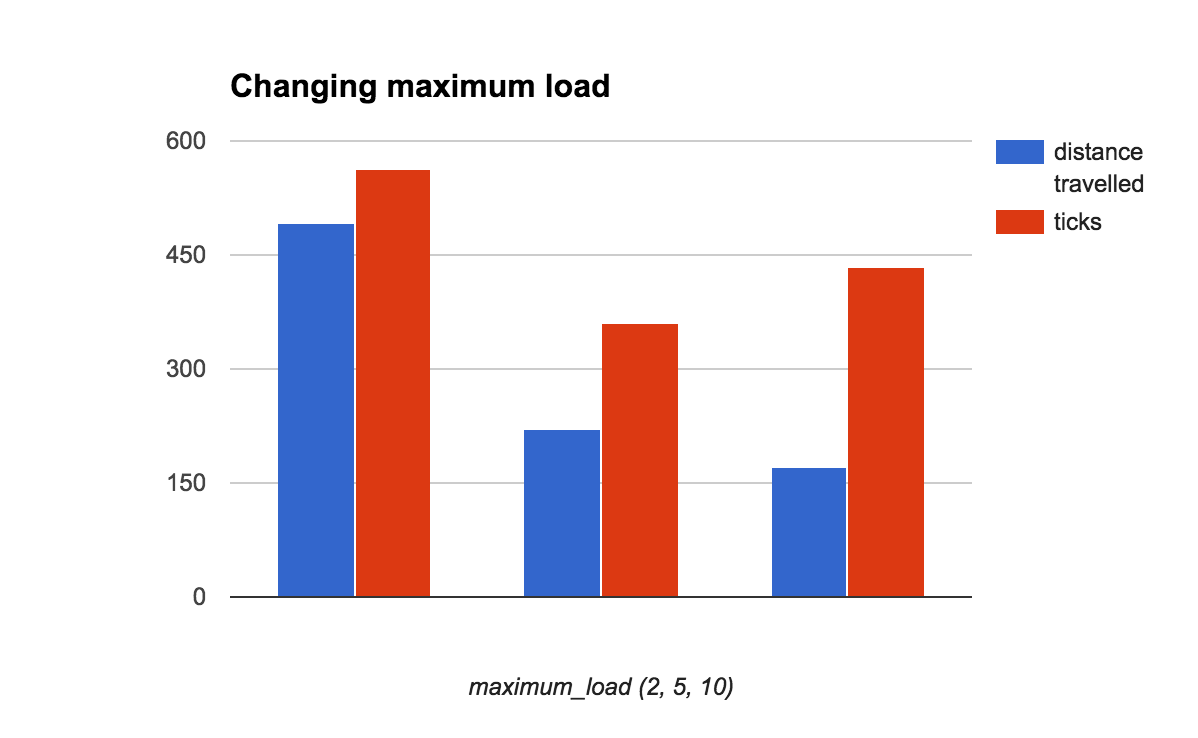 Changing maximum load
600
450
300
150
0
distance
travelled
ticks
maximum_load (2, 5, 10)